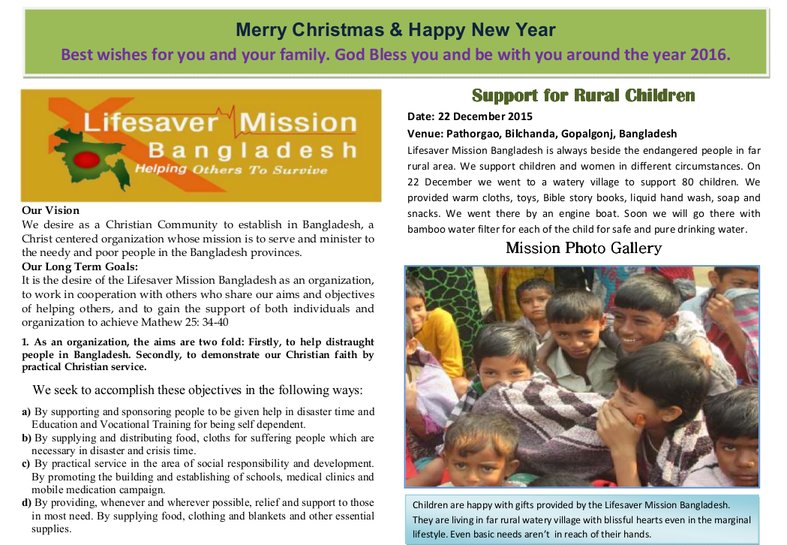 Merry Christmas & Happy New Year
Best wishes for you and your family. God Bless you and be with you around the year 2016.
Lifesaver Mission
Bangladesh
Helping Others To Survive
Our Vision
We desire as a Christian Community to establish in Bangladesh, a
Christ centered organization whose mission is to serve and minister to
the needy and poor people in the Bangladesh provinces.
Our Long Term Goals:
It is the desire of the Lifesaver Mission Bangladesh as an organization,
to work in cooperation with others who share our aims and objectives
of helping others, and to gain the support of both individuals and
organization to achieve Mathew 25: 34-40
1. As an organization, the aims are two fold: Firstly, to help distraught
people in Bangladesh. Secondly, to demonstrate our Christian faith by
practical Christian service.
We seek to accomplish these objectives in the following ways:
a) By supporting and sponsoring people to be given help in disaster time and
Education and Vocational Training for being self dependent.
b) By supplying and distributing food, cloths for suffering people which are
necessary in disaster and crisis time.
c) By practical service in the area of social responsibility and development.
By promoting the building and establishing of schools, medical clinics and
mobile medication campaign.
d) By providing, whenever and wherever possible, relief and support to those
in most need. By supplying food, clothing and blankets and other essential
supplies.
Support for Rural Children
Date: 22 December 2015
Venue: Pathorgao, Bilchanda, Gopalgonj, Bangladesh
Lifesaver Mission Bangladesh is always beside the endangered people in far
rural area. We support children and women in different circumstances. On
22 December we went to a watery village to support 80 children. We
provided warm cloths, toys, Bible story books, liquid hand wash, soap and
snacks. We went there by an engine boat. Soon we will go there with
bamboo water filter for each of the child for safe and pure drinking water.
Mission Photo Gallery
Children are happy with gifts provided by the Lifesaver Mission Bangladesh.
They are living in far rural watery village with blissful hearts even in the marginal
lifestyle. Even basic needs aren't in reach of their hands.